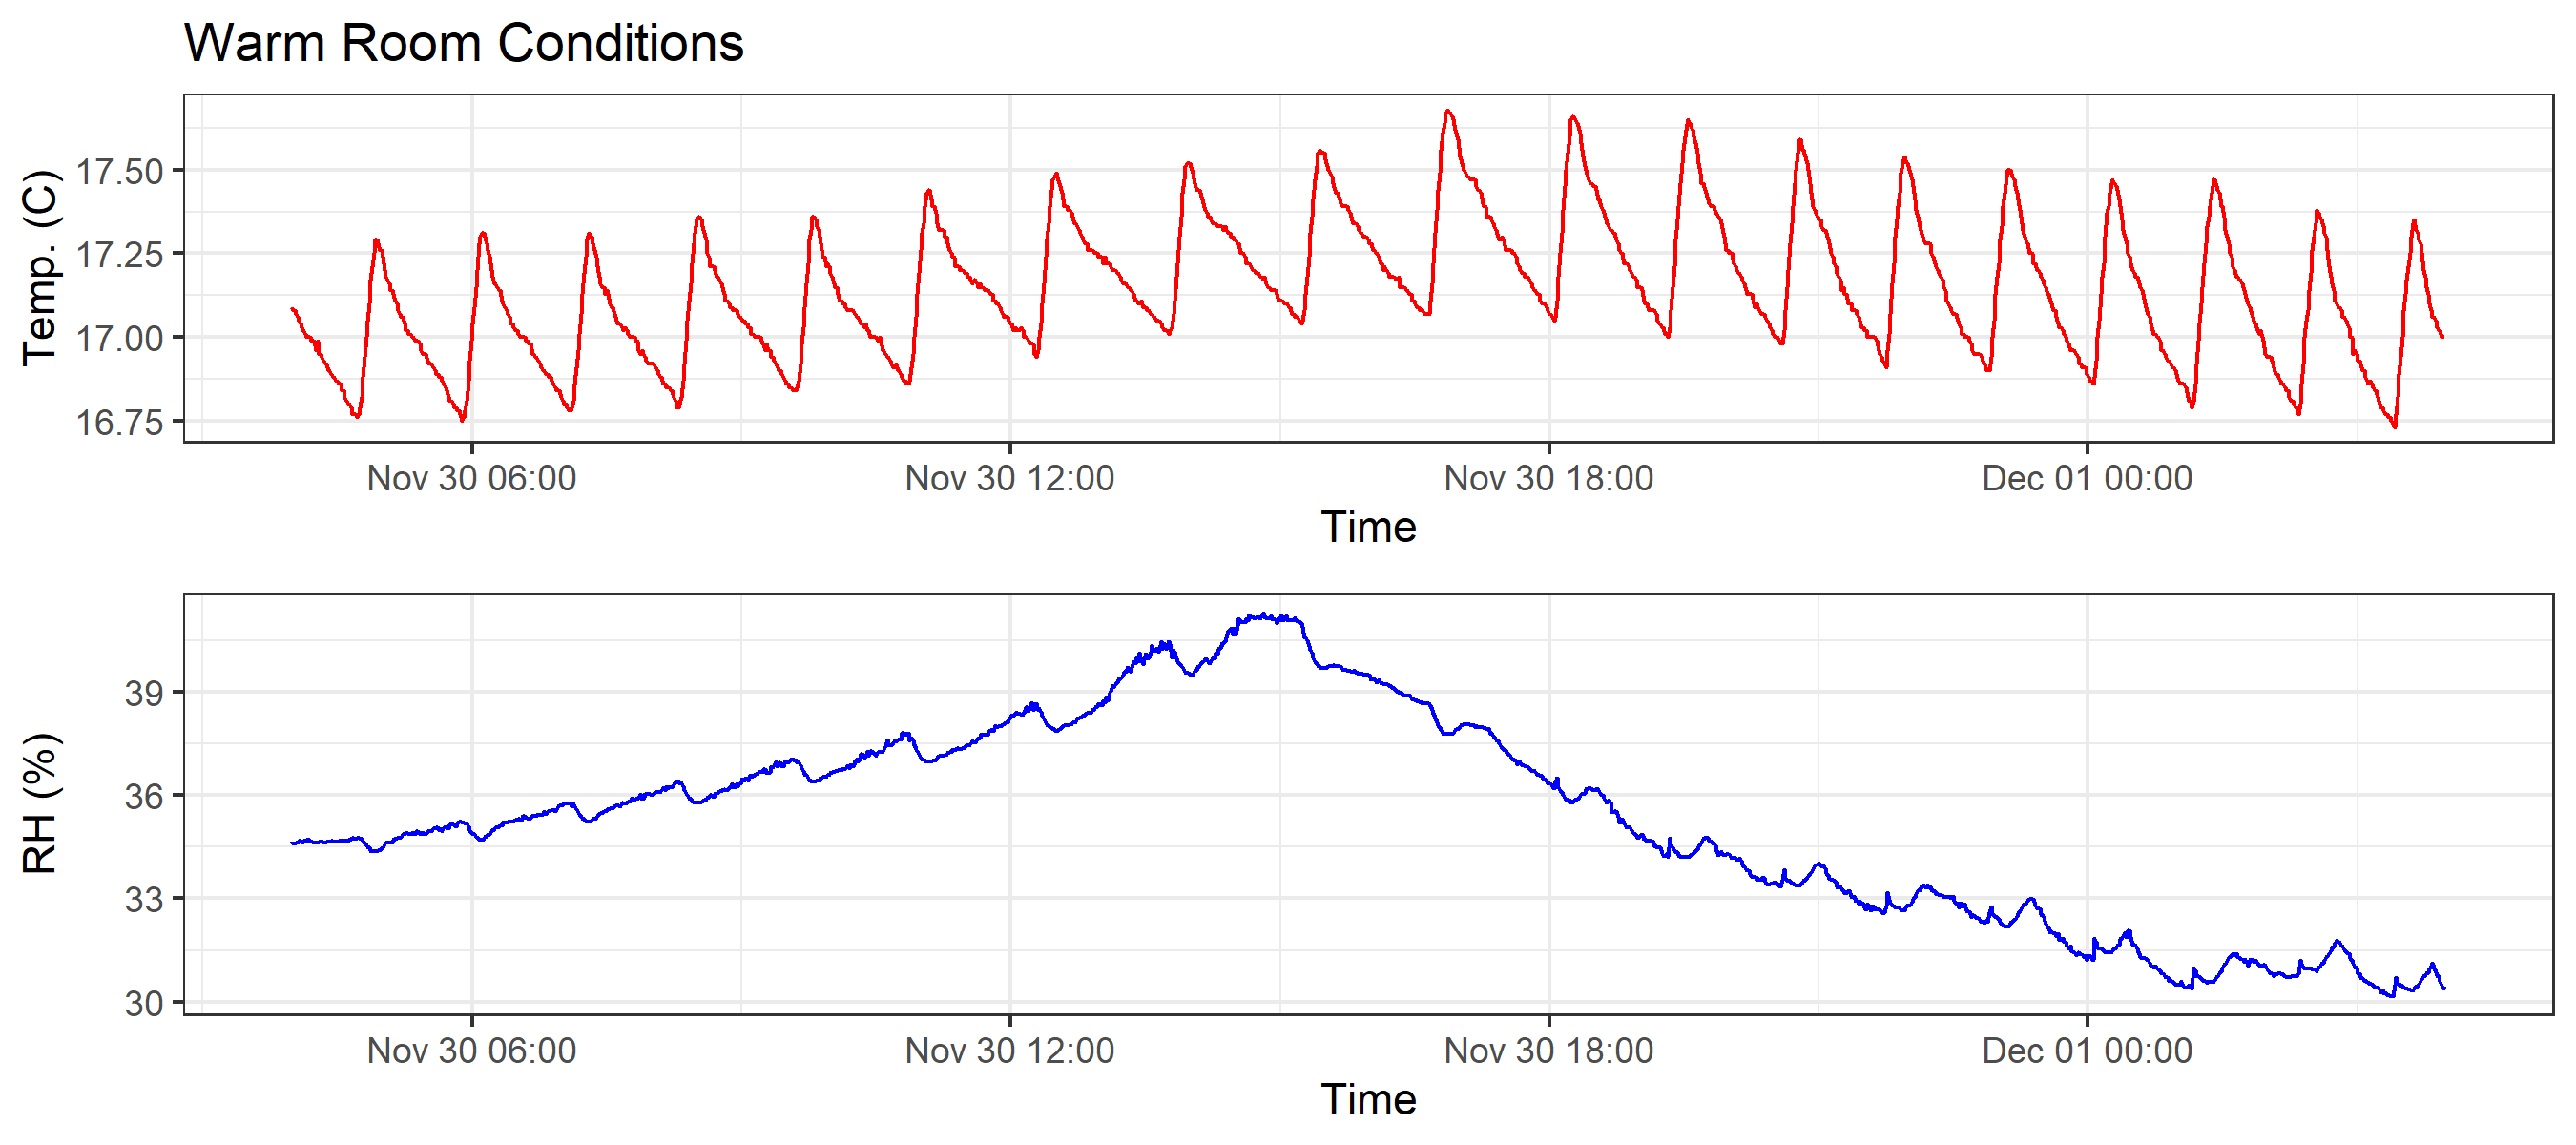 Warm Room Conditions
Temp. (C)
17.50
17.25
17.00
16.75
Nov 30 06:00 Nov 30 12:00 Nov 30 18:00 Dec 01 00:00
Time
RH (%)
39
36
33
30
Nov 30 06:00 Nov 30 12:00 Nov 30 18:00 Dec 01 00:00
Time